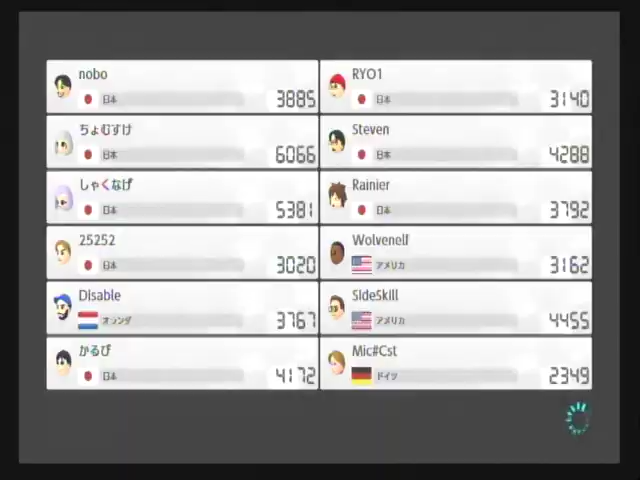 nobo
日本
3885
ちょむすけ
日本
6066
しゃくなげ
日本
5381
25252
日本
3020
Disable
オランダ
3767
かるび
日本
4172
RYO1
日本
3140
Steven
日本
4288
Rainier
日本
3792
Wolvenelf
アメリカ
3162
SIdeSkill
アメリカ
4455
Mic#Cst
ドイツ
2349